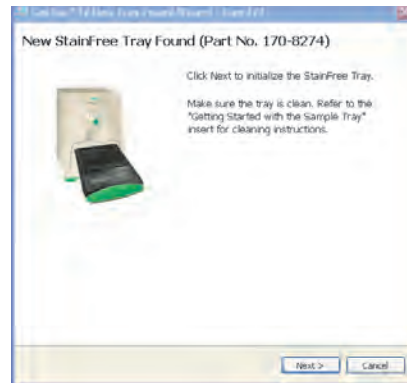 New StainFree Tray Found (Part No. 170-8274)
Click Next to initialize the StainFree Tray.
Make sure the tray is clean. Refer to the
"Getting Started with the Sample Tray"
insert for cleaning instructions.
Next >
Cancel